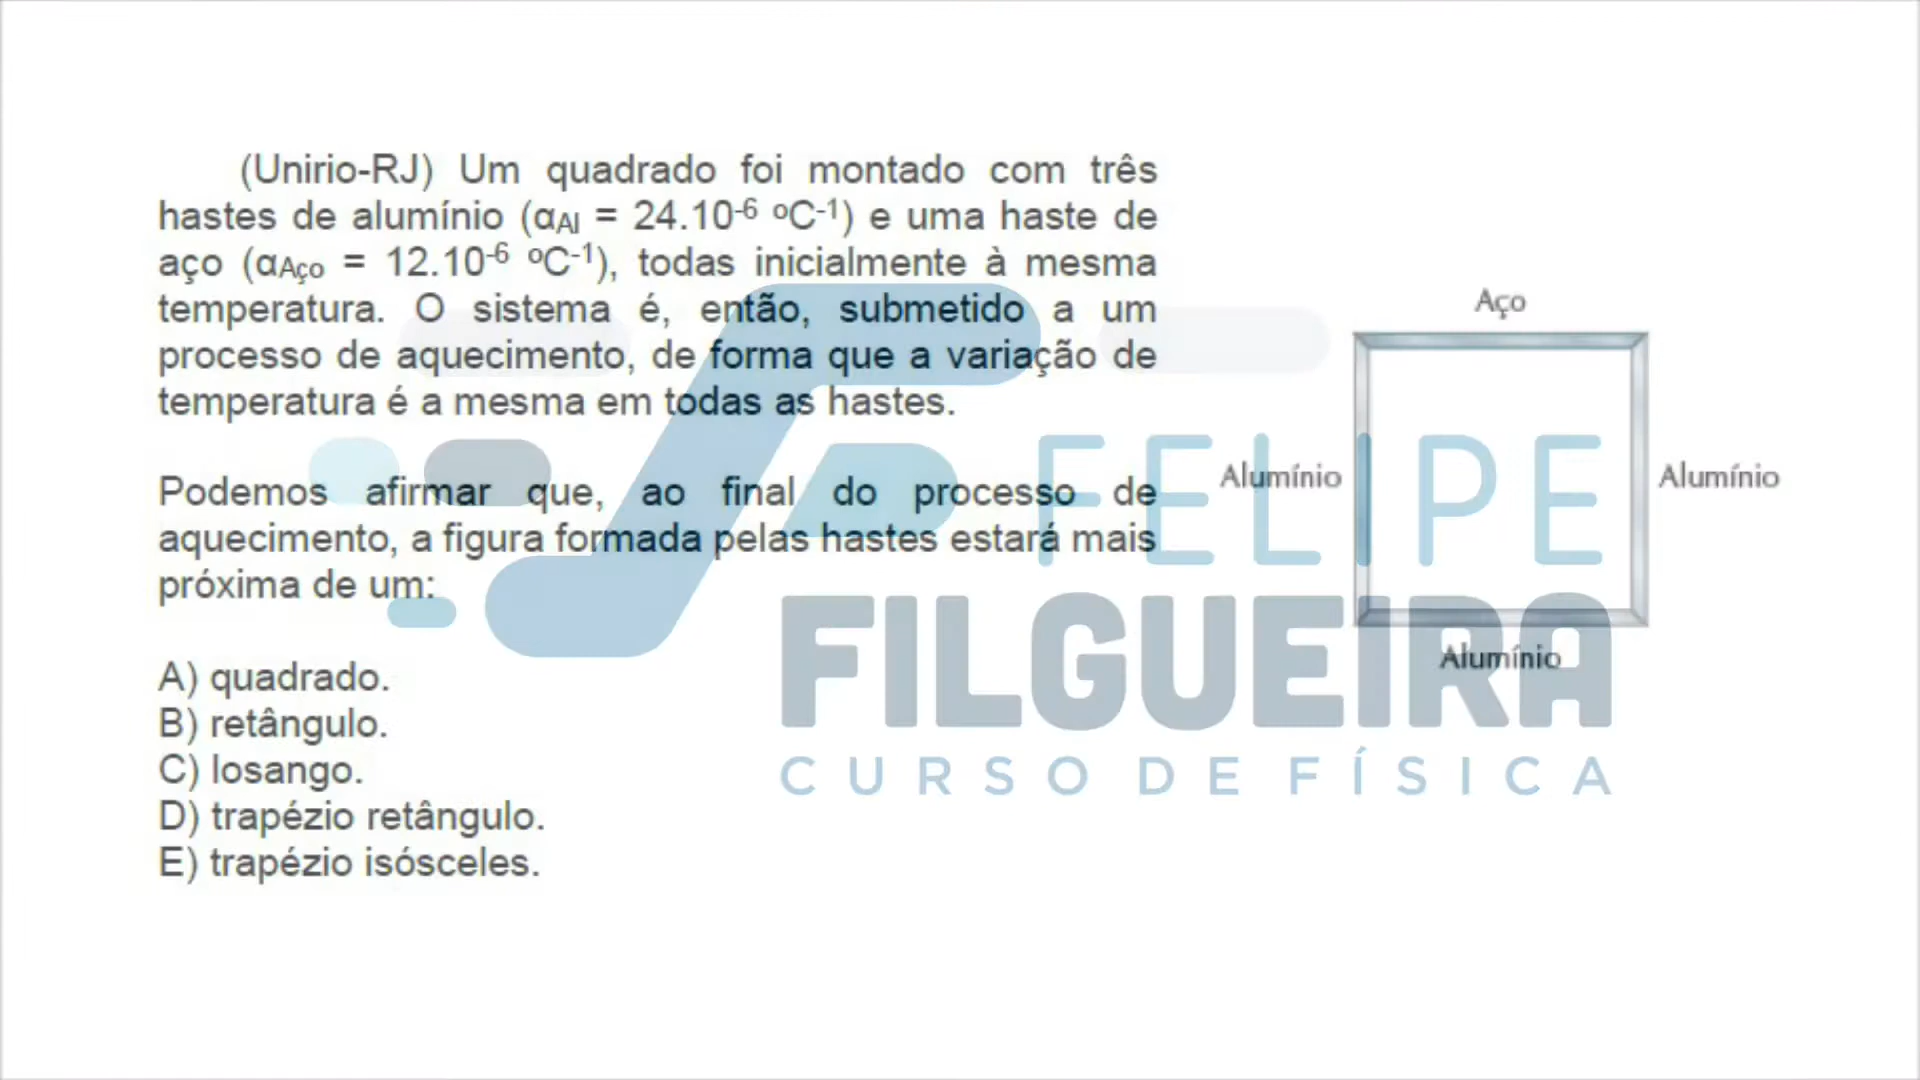 (Unirio-RJ) Um quadrado foi montado com três
hastes de alumínio (αAl = 24.10-6 ºC-1) e uma haste de
aço (αAço = 12.10-6 ºC-1), todas inicialmente à mesma
temperatura. O sistema é, então, submetido a um
processo de aquecimento, de forma que a variação de
temperatura é a mesma em todas as hastes.
Podemos afirmar que, ao final do processo de
aquecimento, a figura formada pelas hastes estará mais
próxima de um:
A) quadrado.
B) retângulo.
C) losango.
D) trapézio retângulo.
E) trapézio isósceles.
Aço
Alumínio
Alumínio
Alumínio
FELIPE
FILGUEIRA
CURSO DE FÍSICA